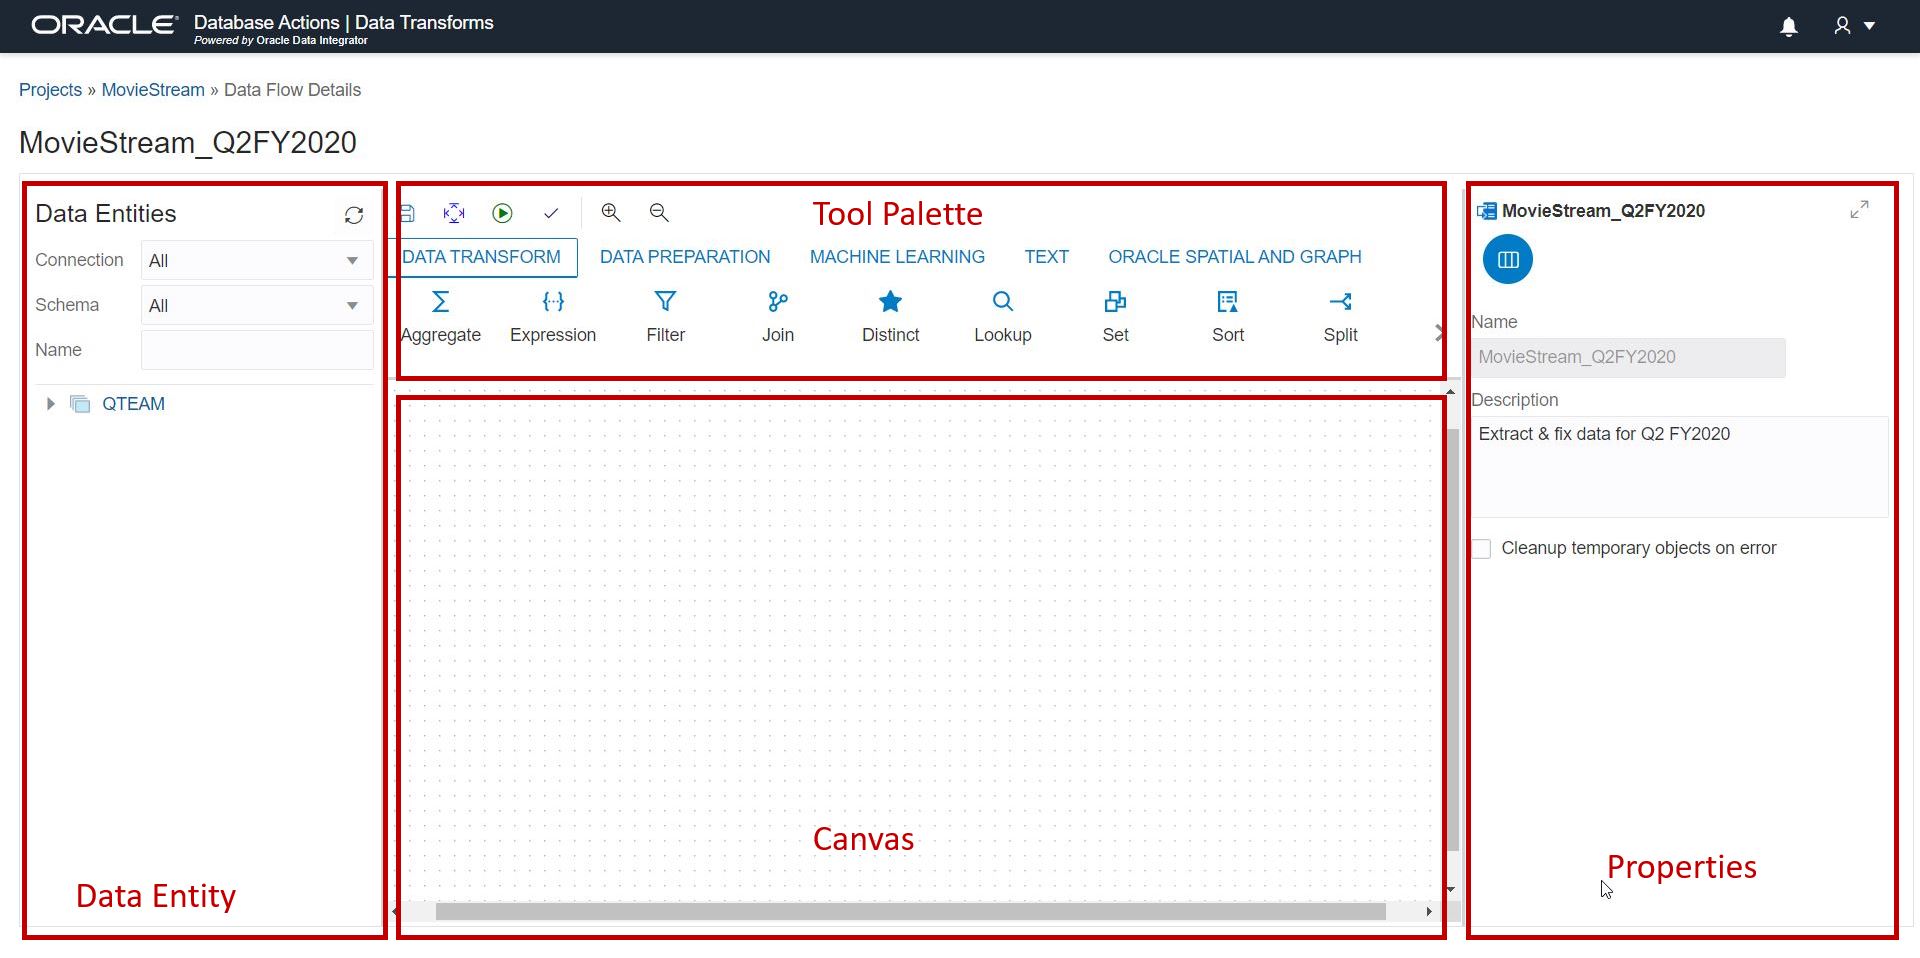 ORACLE
Database Actions | Data Transforms
Powered by Oracle Data Integrator
Projects » MovieStream » Data Flow Details
MovieStream_Q2FY2020
Data Entities
Connection
All
Schema
All
Name
QTEAM
Data Entity
Tool Palette
DATA TRANSFORM
DATA PREPARATION
MACHINE LEARNING
TEXT
ORACLE SPATIAL AND GRAPH
Aggregate
Expression
Filter
Join
Distinct
Lookup
Set
Sort
Split
Canvas
MovieStream_Q2FY2020
Name
MovieStream_Q2FY2020
Description
Extract & fix data for Q2 FY2020
Cleanup temporary objects on error
Properties